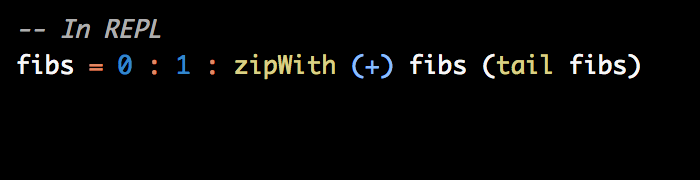 -- In REPL
fibs = 0 : 1 : zipWith (+) fibs (tail fibs)